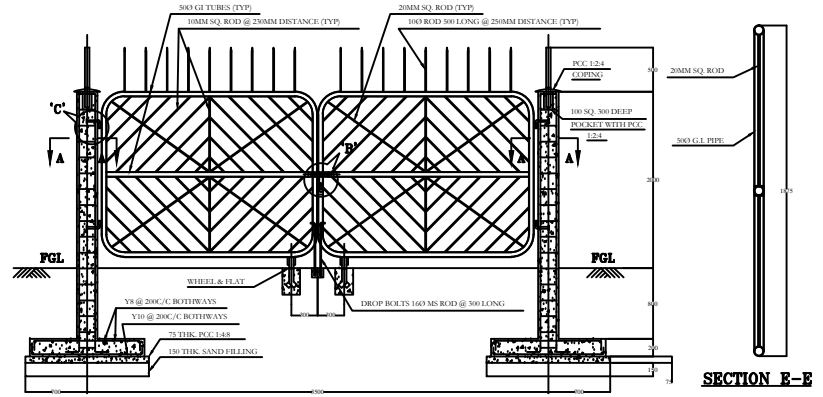 50Ø GI TUBES (TYP)
20MM SQ. ROD (TYP)
10MM SQ. ROD @ 230MM DISTANCE (TYP)
10Ø ROD 500 LONG @ 250MM DISTANCE (TYP)
PCC 1:2:4
COPING
20MM SQ. ROD
'C'
100 SQ. 300 DEEP
POCKET WITH PCC
1:2:4
50Ø G.I. PIPE
'B'
A A A A
FGL FGL
WHEEL & FLAT
Y8 @ 200C/C BOTHWAYS
DROP BOLTS 16Ø MS ROD @ 300 LONG
Y10 @ 200C/C BOTHWAYS
75 THK. PCC 1:4:8
150 THK. SAND FILLING
SECTION E-E